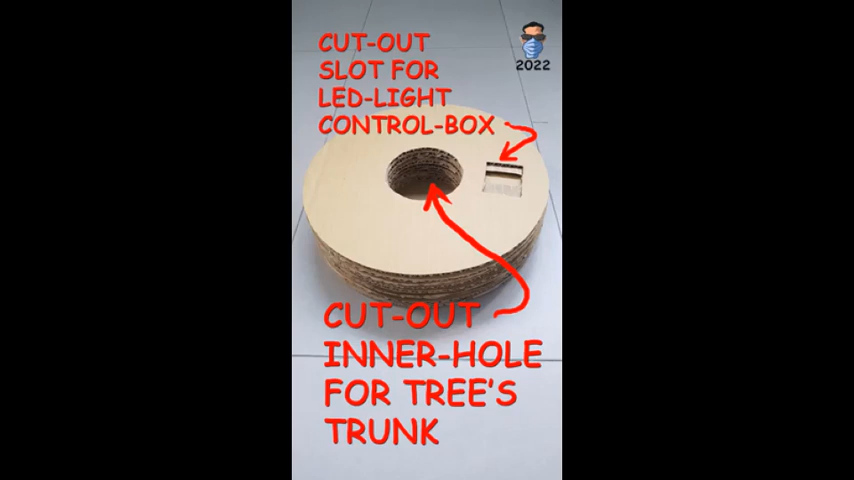 CUT-OUT
SLOT FOR
LED-LIGHT
CONTROL-BOX
2022
CUT-OUT
INNER-HOLE
FOR TREE'S
TRUNK